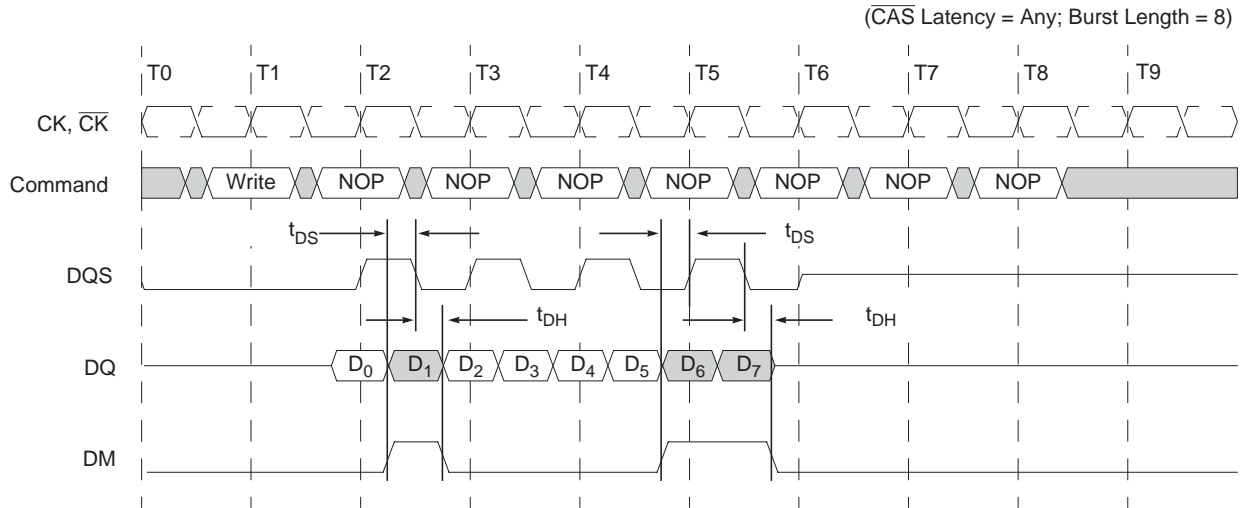 (CAS Latency = Any; Burst Length = 8)
T0 T1 T2 T3 T4 T5 T6 T7 T8 T9
CK, CK
Command Write NOP NOP NOP NOP NOP NOP NOP
tDS tDS
DQS
tDH tDH
DQ D0 D1 D2 D3 D4 D5 D6 D7
DM